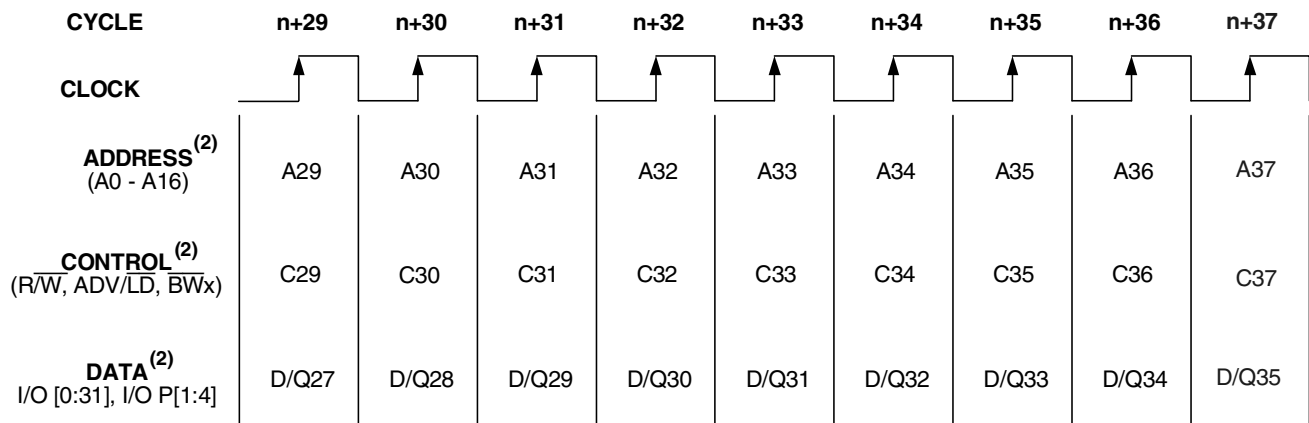 CYCLE n+29 n+30 n+31 n+32 n+33 n+34 n+35 n+36 n+37
CLOCK
ADDRESS(2)
(A0 - A16) A29 A30 A31 A32 A33 A34 A35 A36 A37
CONTROL(2)
(R/W̅, ADV/L̅D̅, B̅W̅x) C29 C30 C31 C32 C33 C34 C35 C36 C37
DATA(2)
I/O [0:31], I/O P[1:4] D/Q27 D/Q28 D/Q29 D/Q30 D/Q31 D/Q32 D/Q33 D/Q34 D/Q35